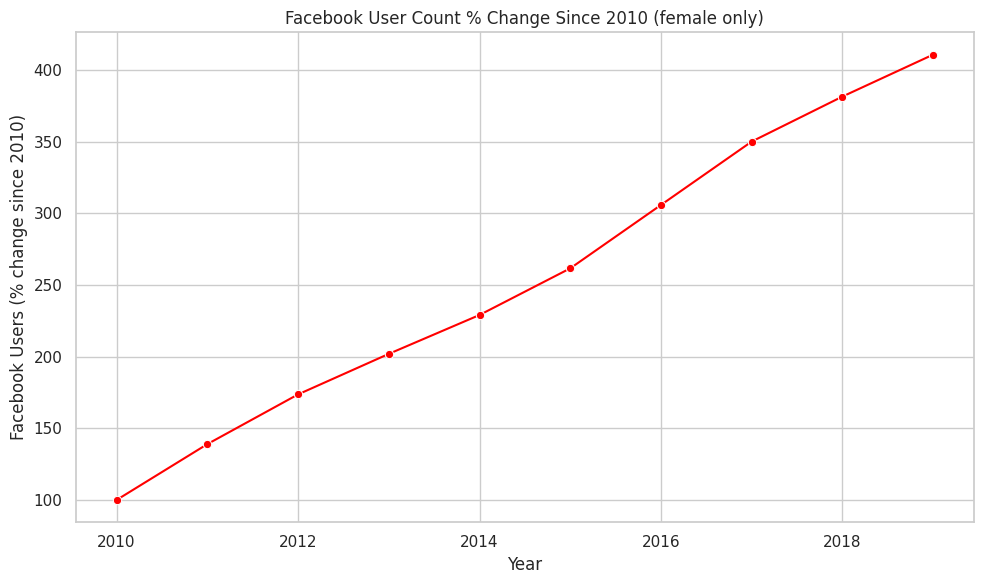 Facebook User Count % Change Since 2010 (female only)
Facebook Users (% change since 2010)
400
350
300
250
200
150
100
2010 2012 2014 2016 2018
Year